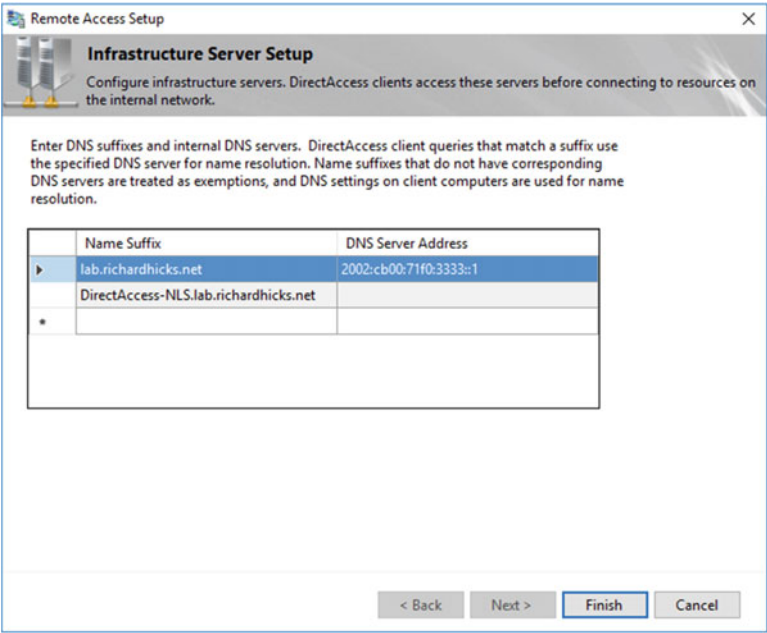 Remote Access Setup
Infrastructure Server Setup
Configure infrastructure servers. DirectAccess clients access these servers before connecting to resources on
the internal network.
Enter DNS suffixes and internal DNS servers.  DirectAccess client queries that match a suffix use
the specified DNS server for name resolution. Name suffixes that do not have corresponding
DNS servers are treated as exemptions, and DNS settings on client computers are used for name
resolution.
Name Suffix DNS Server Address
lab.richardhicks.net 2002:cb00:71f0:3333::1
DirectAccess-NLS.lab.richardhicks.net
*
< Back Next > Finish Cancel